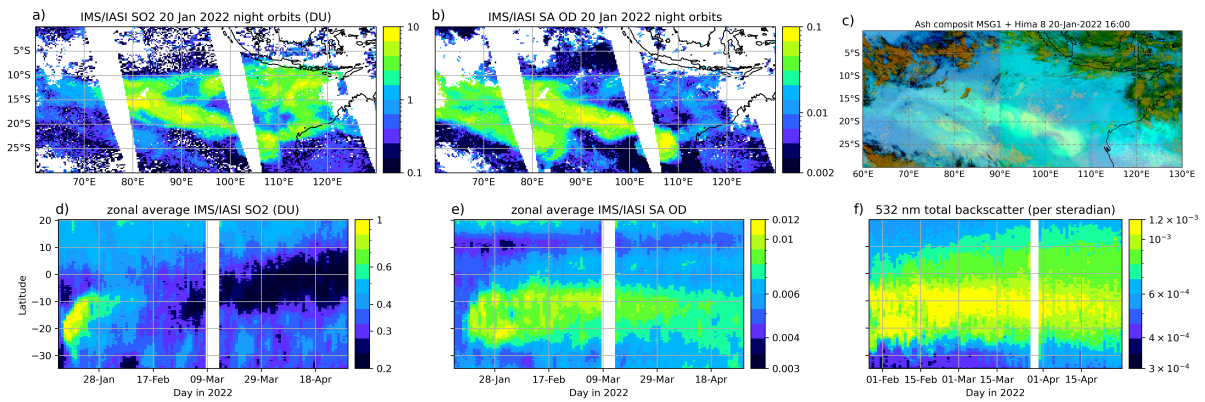 a) IMS/IASI SO2 20 Jan 2022 night orbits (DU)
5°S
10°S
15°S
20°S
25°S
70°E 80°E 90°E 100°E 120°E
10
1
0.1
b) IMS/IASI SA OD 20 Jan 2022 night orbits
70°E 80°E 90°E 100°E 120°E
0.1
0.01
0.002
c) Ash composit MSG1 + Hima 8 20-Jan-2022 16:00
0°S
5°S
10°S
15°S
20°S
25°S
60°E 70°E 80°E 90°E 100°E 110°E 120°E 130°E
d) zonal average IMS/IASI SO2 (DU)
Latitude
20
10
0
−10
−20
−30
28-Jan 17-Feb 09-Mar 29-Mar 18-Apr
Day in 2022
1
0.6
0.4
0.3
0.2
e) zonal average IMS/IASI SA OD
28-Jan 17-Feb 09-Mar 29-Mar 18-Apr
Day in 2022
0.012
0.01
0.006
0.004
0.003
f) 532 nm total backscatter (per steradian)
01-Feb 15-Feb 01-Mar 15-Mar 01-Apr 15-Apr
Day in 2022
1.2 × 10⁻³
10⁻³
6 × 10⁻⁴
4 × 10⁻⁴
3 × 10⁻⁴